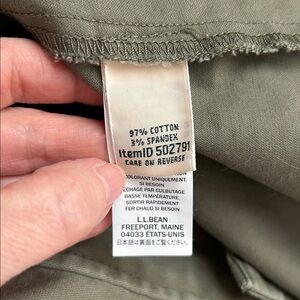 97% COTTON
3% SPANDEX
ItemID 502791
CARE ON REVERSE
COLORANT UNIQUEMENT,
SI BESOIN
SÉCHAGE PAR CULBUTAGE
BASSE TEMPÉRATURE,
SORTIR RAPIDEMENT
FER CHAUD SI BESOIN
L.L.BEAN
FREEPORT, MAINE
04033 ÉTATS-UNIS
日本語は裏面をご覧ください。